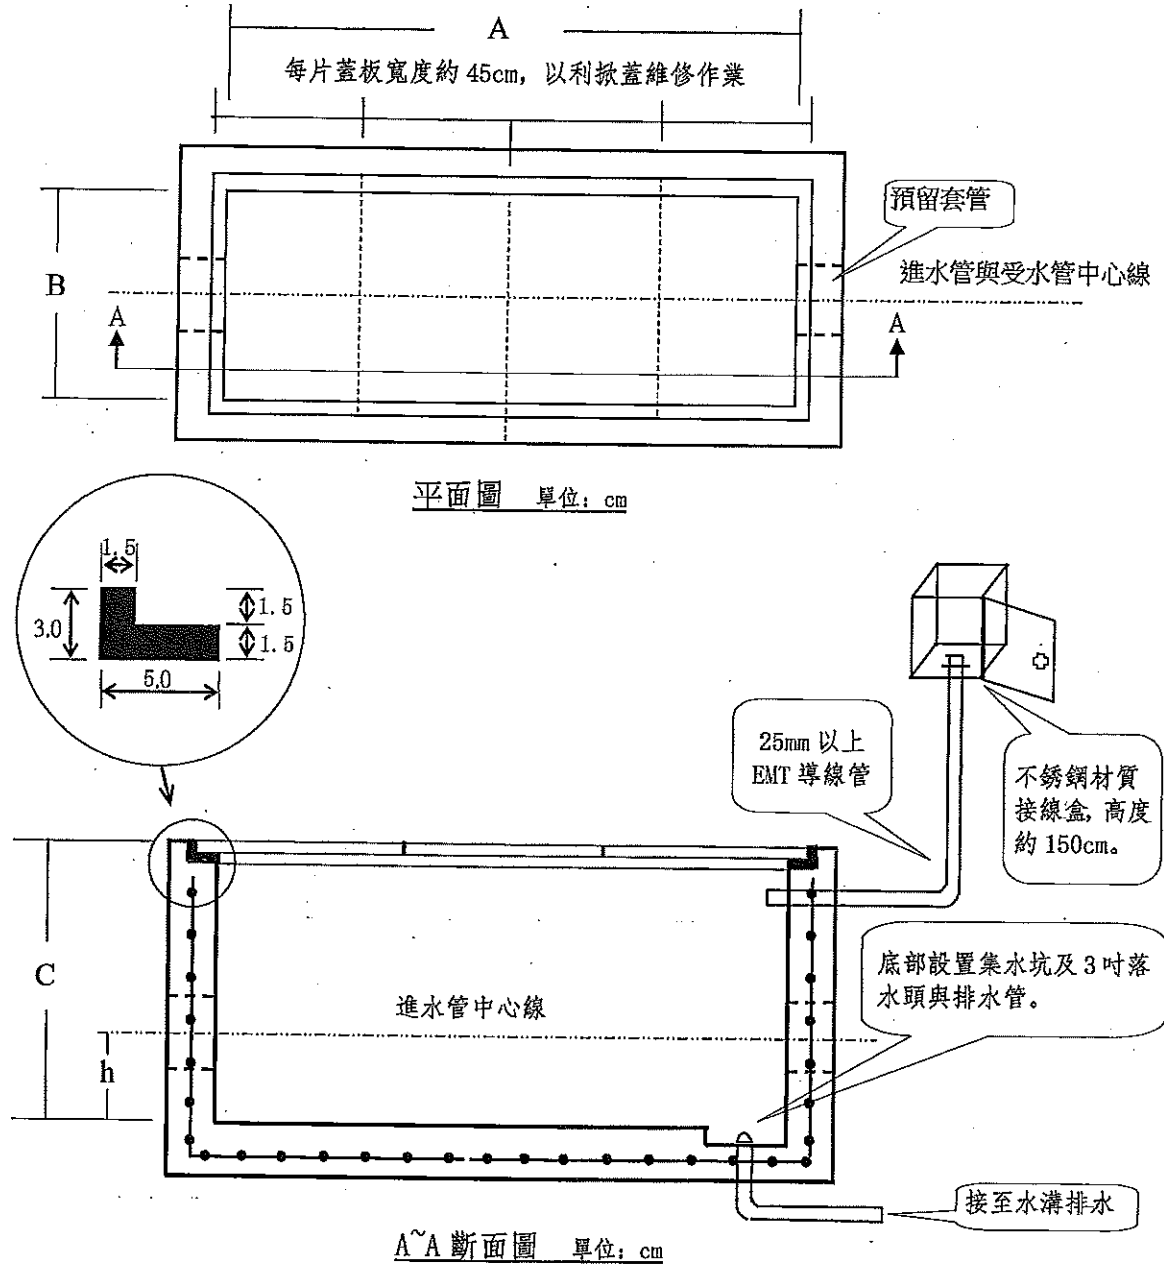 A
每片蓋板寬度約 45cm，以利掀蓋維修作業
預留套管
B
進水管與受水管中心線
A
A
平面圖 單位：cm
1.5
3.0
1.5
1.5
5.0
25mm 以上
EMT 導線管
不銹鋼材質
接線盒，高度
約 150cm。
C
底部設置集水坑及 3 吋落
水頭與排水管。
進水管中心線
h
接至水溝排水
A~A 斷面圖 單位：cm